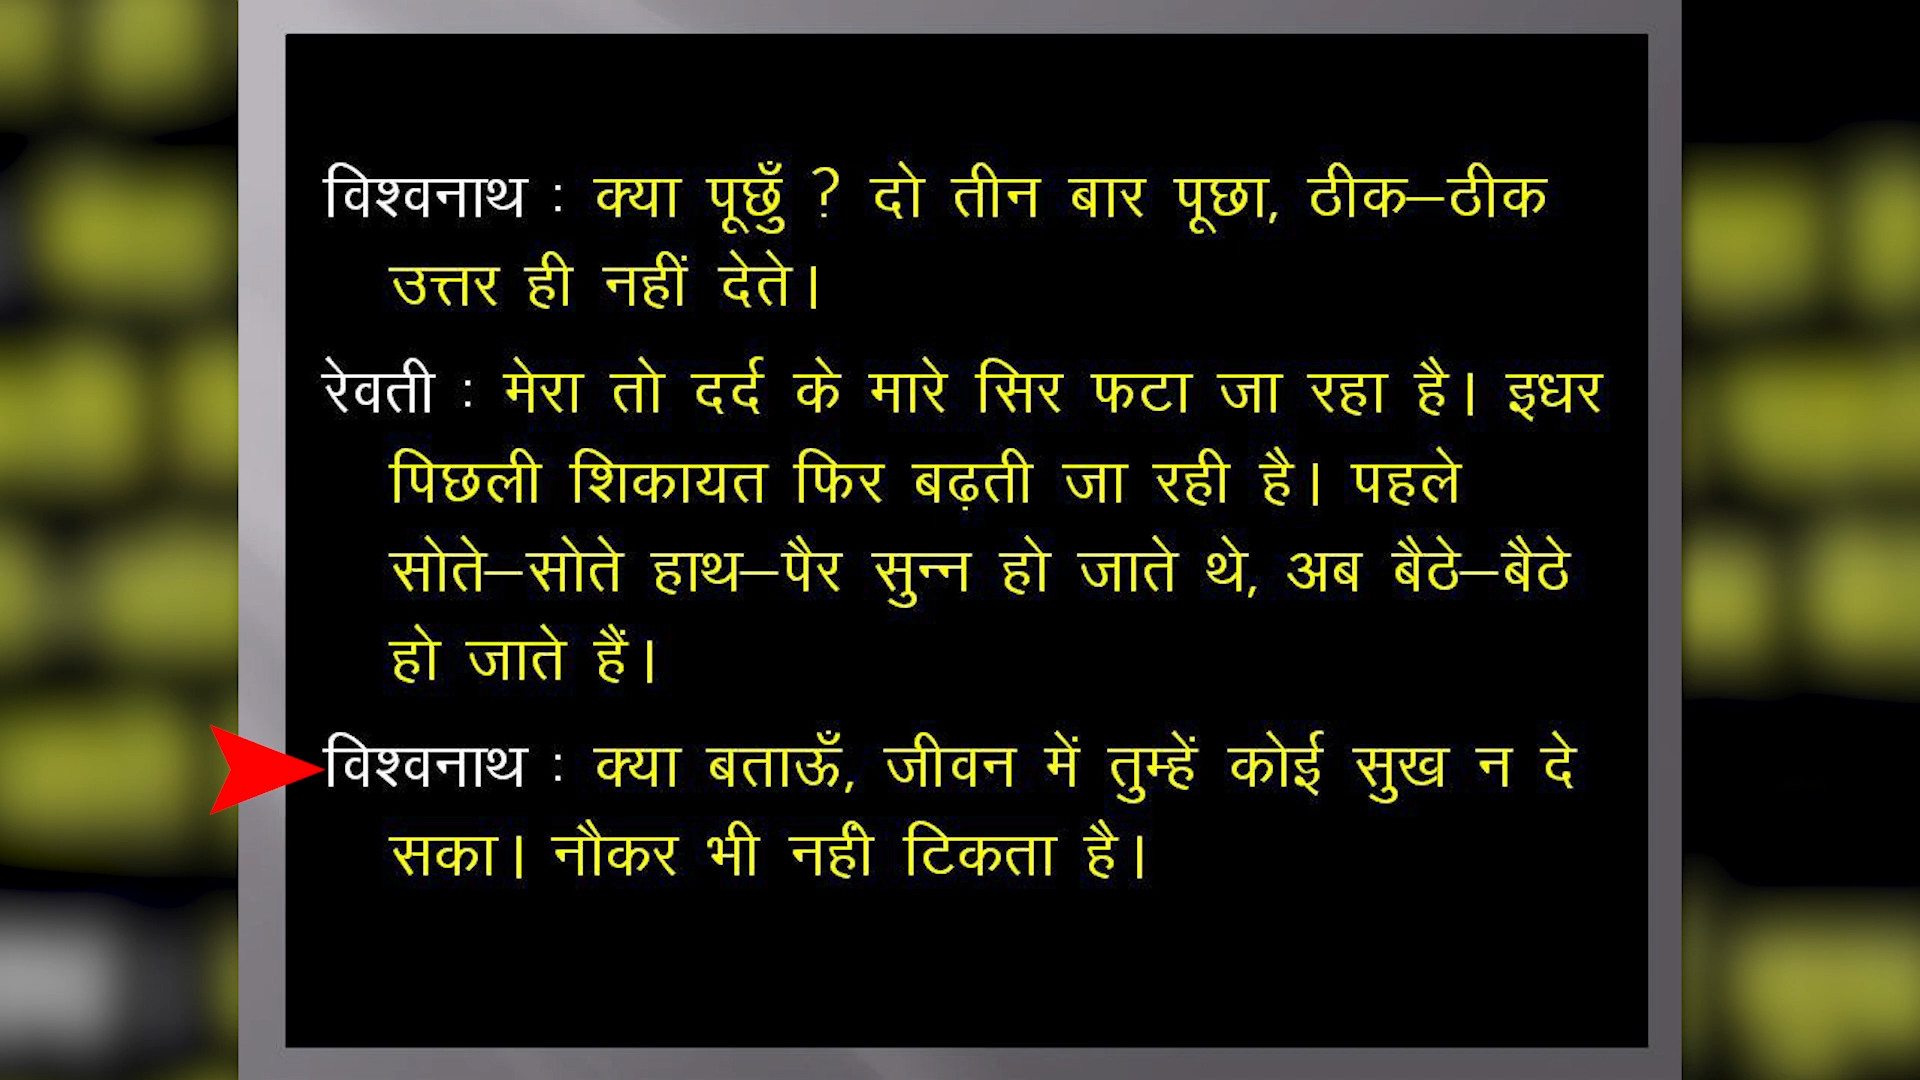 विश्वनाथ : क्या पूछुँ ? दो तीन बार पूछा, ठीक–ठीक
उत्तर ही नहीं देते।
रेवती : मेरा तो दर्द के मारे सिर फटा जा रहा है। इधर
पिछली शिकायत फिर बढ़ती जा रही है। पहले
सोते–सोते हाथ–पैर सुन्न हो जाते थे, अब बैठे–बैठे
हो जाते हैं।
विश्वनाथ : क्या बताऊँ, जीवन में तुम्हें कोई सुख न दे
सका। नौकर भी नहीं टिकता है।